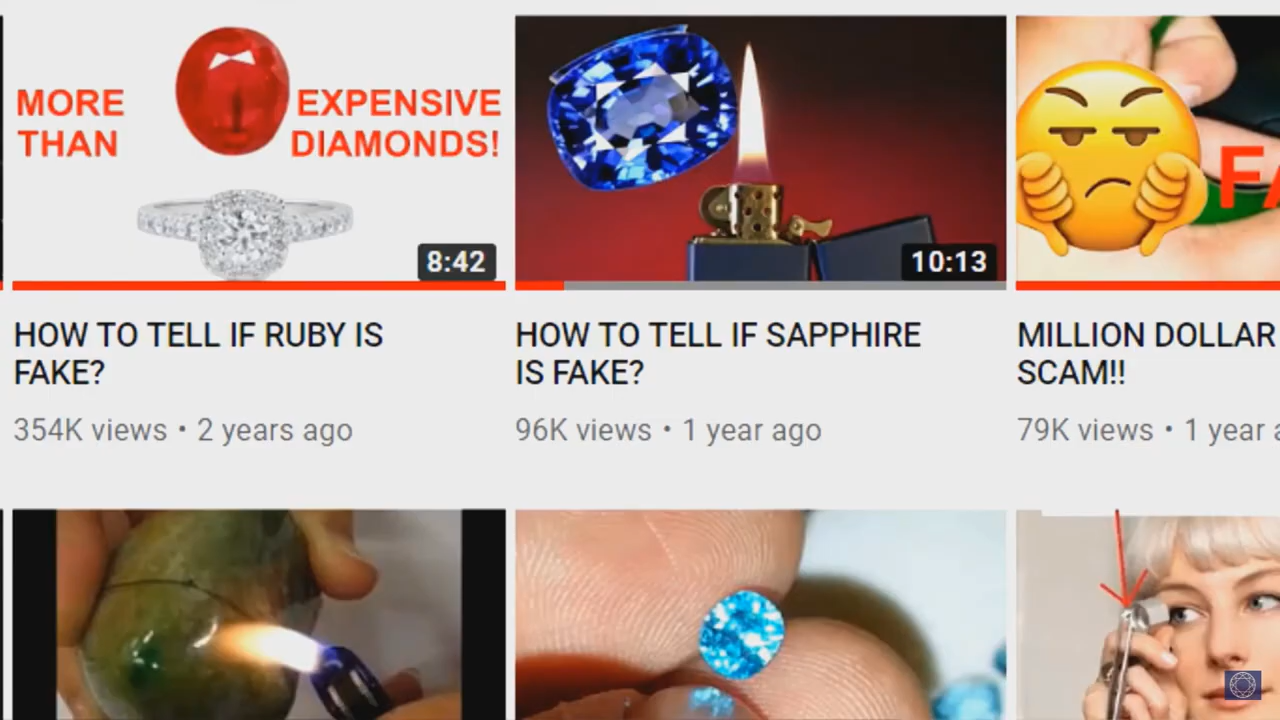 MORE
THAN
EXPENSIVE
DIAMONDS!
8:42
10:13
HOW TO TELL IF RUBY IS
FAKE?
354K views • 2 years ago
HOW TO TELL IF SAPPHIRE
IS FAKE?
96K views • 1 year ago
MILLION DOLLAR
SCAM!!
79K views • 1 year